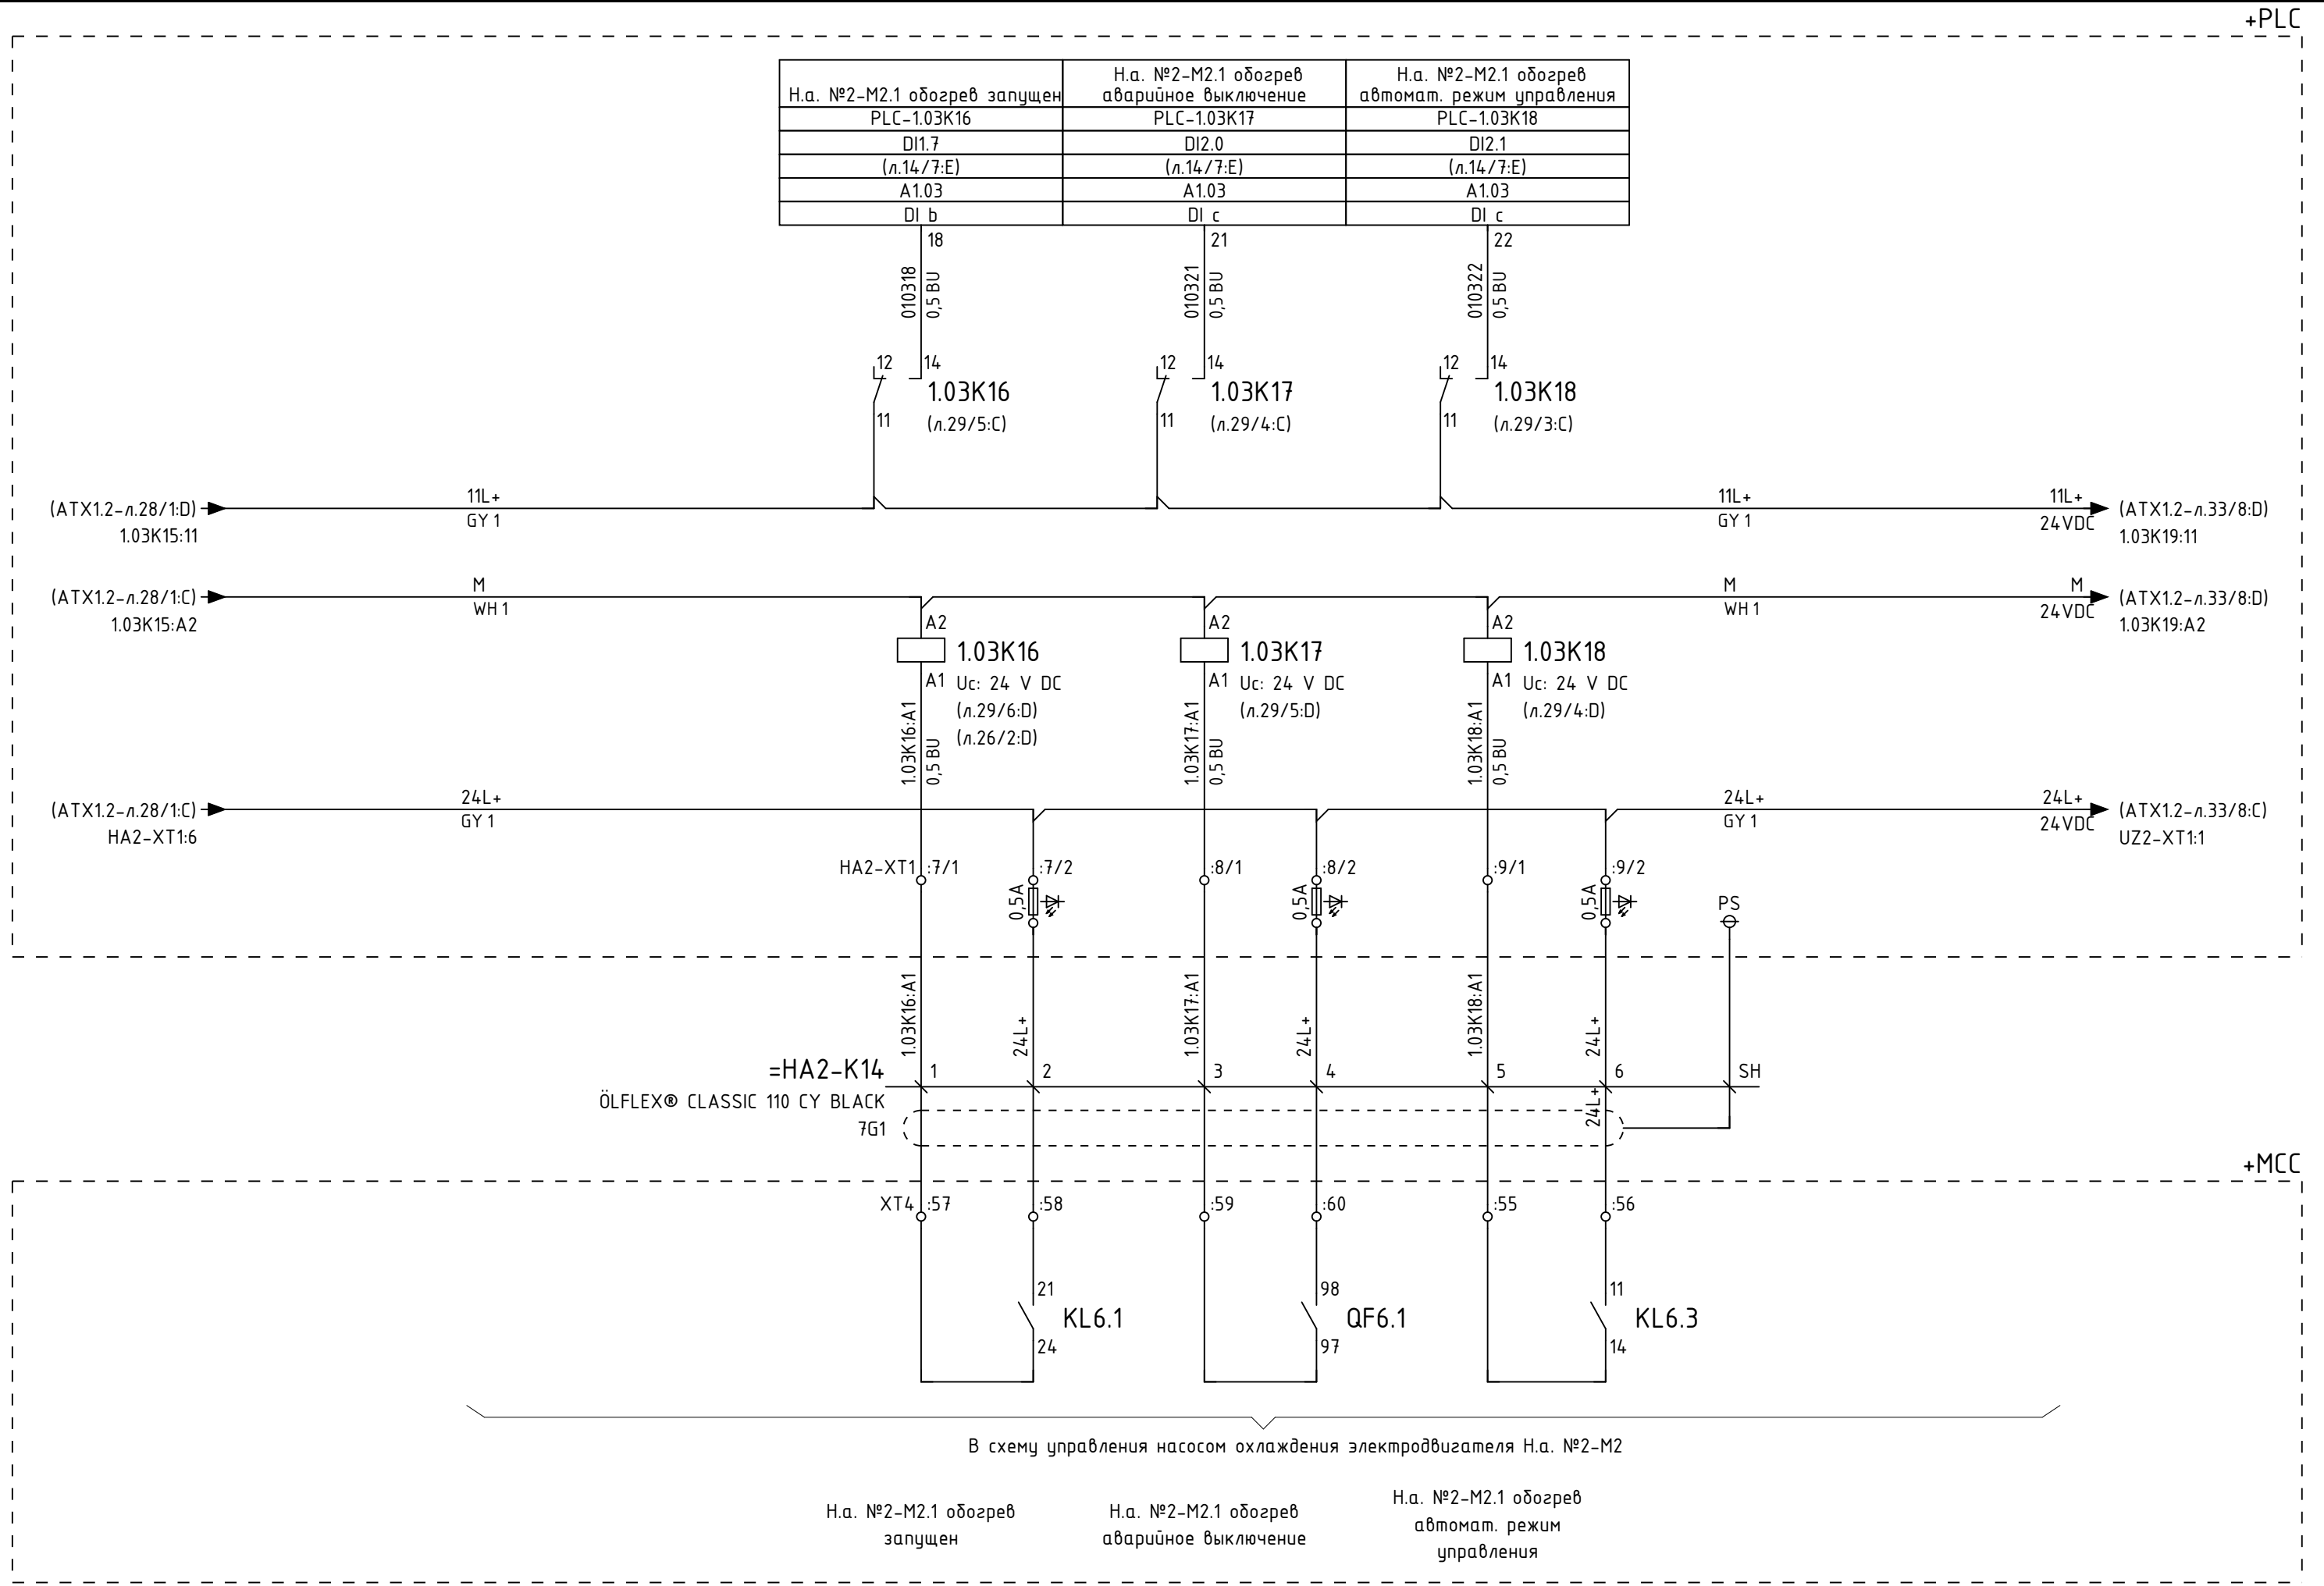 +PLC
Н.а. №2-М2.1 обогрев запущен
Н.а. №2-М2.1 обогрев
аварийное выключение
Н.а. №2-М2.1 обогрев
автомат. режим управления
PLC-1.03K16
PLC-1.03K17
PLC-1.03K18
DI1.7
DI2.0
DI2.1
(л.14/7:E)
(л.14/7:E)
(л.14/7:E)
A1.03
A1.03
A1.03
DI b
DI c
DI c
18
21
22
010318
0,5 BU
010321
0,5 BU
010322
0,5 BU
12
14
12
14
12
14
1.03K16
1.03K17
1.03K18
11
(л.29/5:C)
11
(л.29/4:C)
11
(л.29/3:C)
(ATX1.2-л.28/1:D)
1.03K15:11
11L+
GY 1
11L+
GY 1
11L+
24VDC
(ATX1.2-л.33/8:D)
1.03K19:11
(ATX1.2-л.28/1:C)
1.03K15:A2
M
WH 1
M
WH 1
M
24VDC
(ATX1.2-л.33/8:D)
1.03K19:A2
A2
A2
A2
1.03K16
1.03K17
1.03K18
A1
Uc: 24 V DC
(л.29/6:D)
(л.26/2:D)
A1
Uc: 24 V DC
(л.29/5:D)
A1
Uc: 24 V DC
(л.29/4:D)
1.03K16:A1
0,5 BU
1.03K17:A1
0,5 BU
1.03K18:A1
0,5 BU
(ATX1.2-л.28/1:C)
HA2-XT1:6
24L+
GY 1
24L+
GY 1
24L+
24VDC
(ATX1.2-л.33/8:C)
UZ2-XT1:1
HA2-XT1
:7/1
:7/2
:8/1
:8/2
:9/1
:9/2
0,5A
0,5A
0,5A
PS
1.03K16:A1
24L+
1.03K17:A1
24L+
1.03K18:A1
24L+
=HA2-K14
1
2
3
4
5
6
SH
ÖLFLEX® CLASSIC 110 CY BLACK
7G1
24L+
+MCC
XT4
:57
:58
:59
:60
:55
:56
21
98
11
KL6.1
QF6.1
KL6.3
24
97
14
В схему управления насосом охлаждения электродвигателя Н.а. №2-М2
Н.а. №2-М2.1 обогрев
запущен
Н.а. №2-М2.1 обогрев
аварийное выключение
Н.а. №2-М2.1 обогрев
автомат. режим
управления